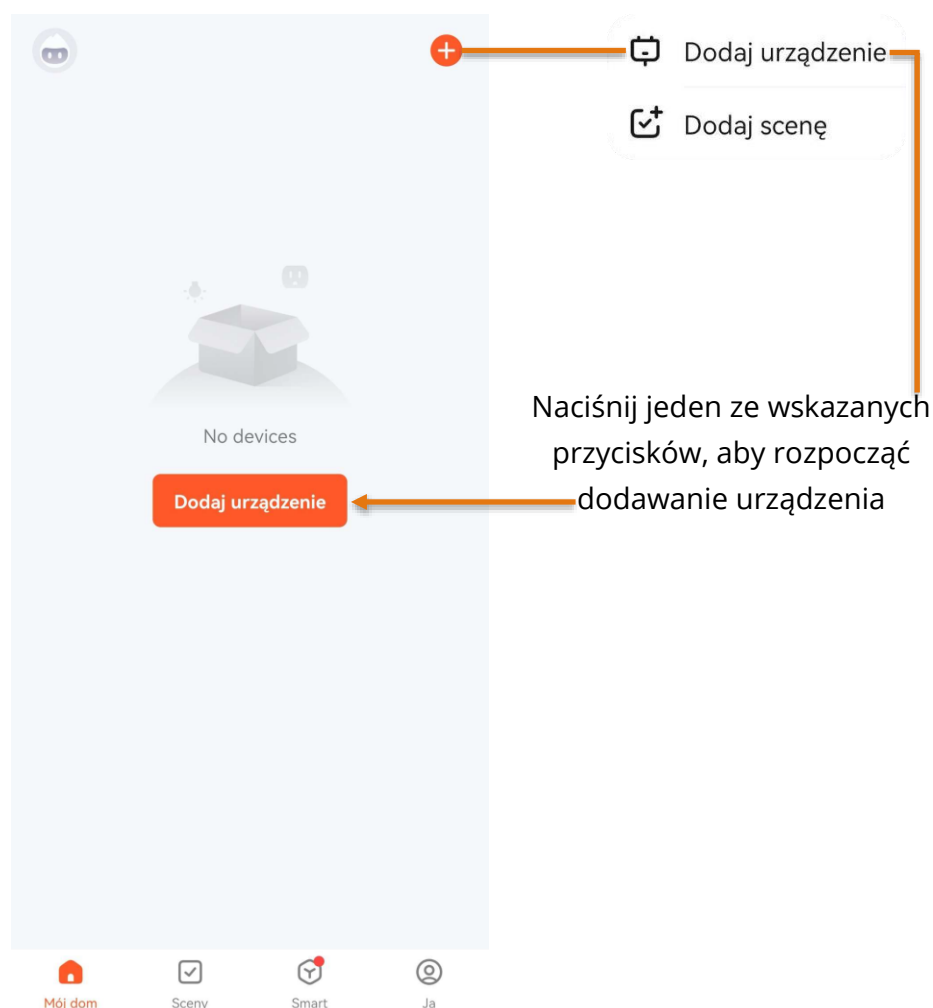 Dodaj urządzenie
Dodaj scenę
Naciśnij jeden ze wskazanych
przycisków, aby rozpocząć
dodawanie urządzenia
No devices
Dodaj urządzenie
Mój dom
Sceny
Smart
Ja